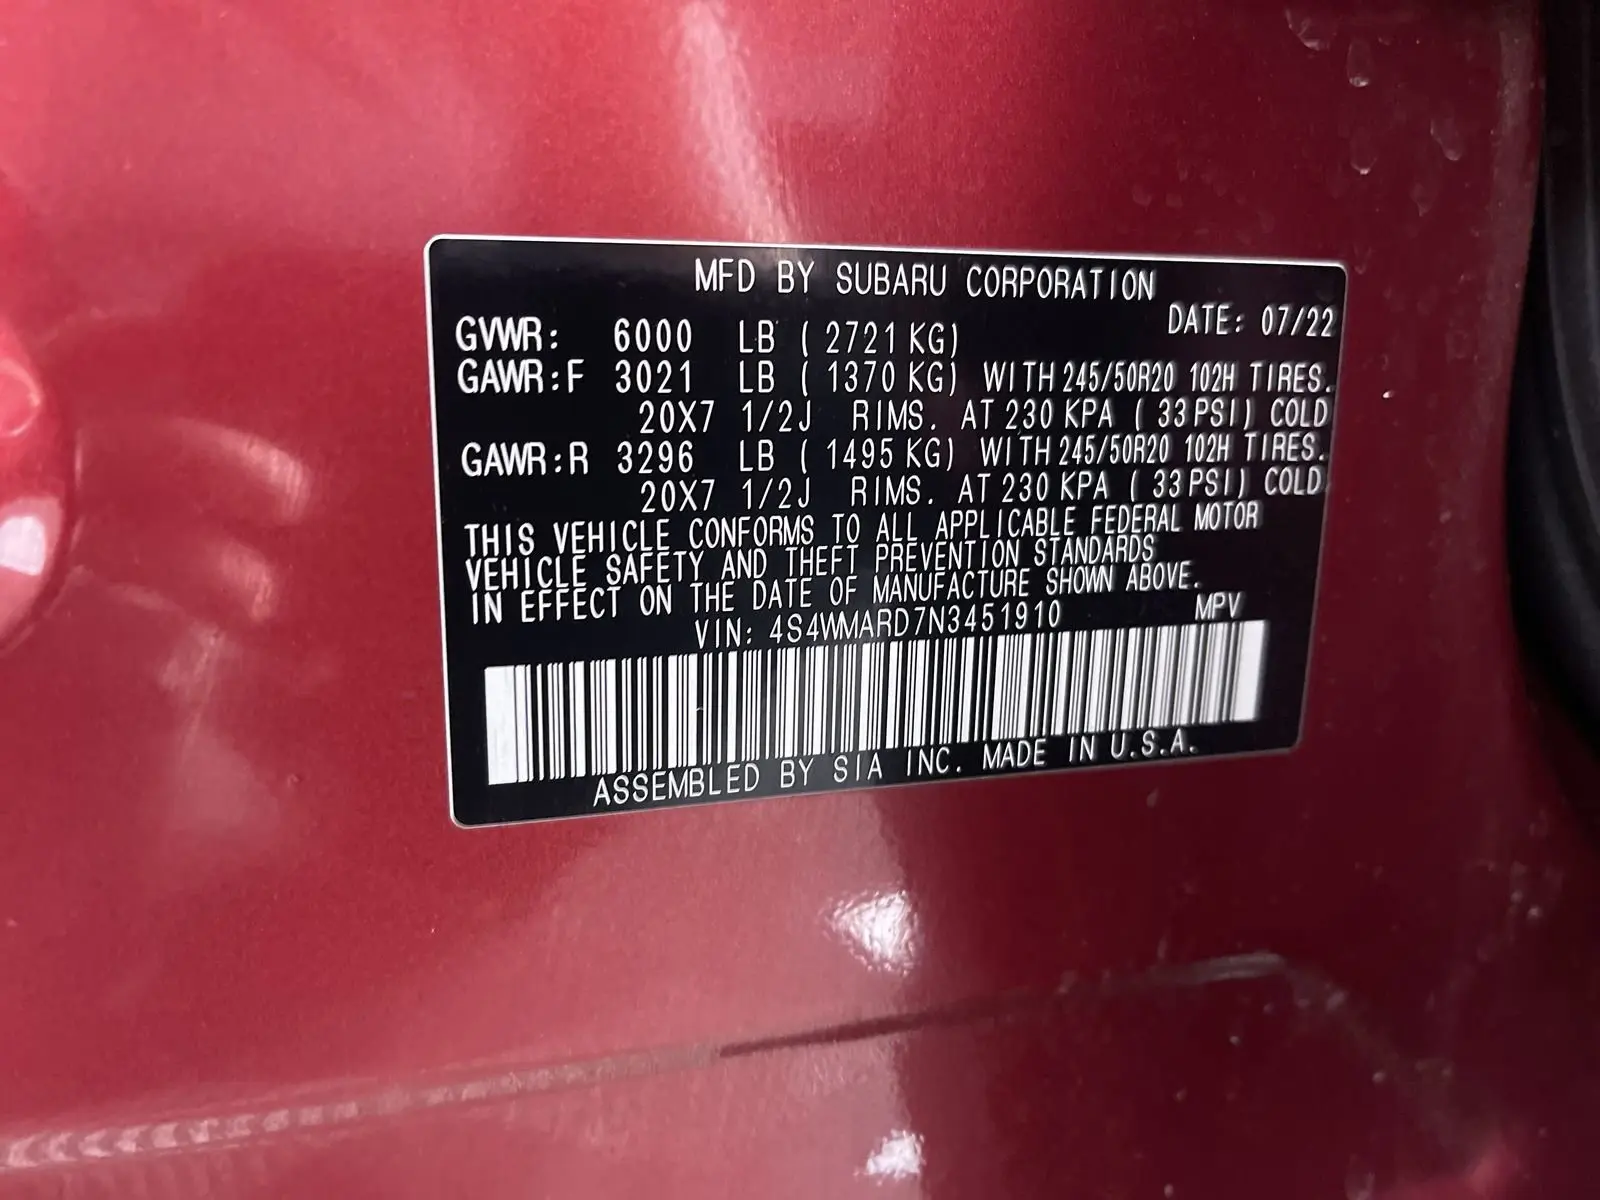 MFD BY SUBARU CORPORATION
DATE: 07/22
GVWR: 6000 LB ( 2721 KG)
GAWR:F 3021 LB ( 1370 KG) WITH 245/50R20 102H TIRES.
20X7 1/2J RIMS. AT 230 KPA ( 33 PSI) COLD
GAWR:R 3296 LB ( 1495 KG) WITH 245/50R20 102H TIRES.
20X7 1/2J RIMS. AT 230 KPA ( 33 PSI) COLD
THIS VEHICLE CONFORMS TO ALL APPLICABLE FEDERAL MOTOR
VEHICLE SAFETY AND THEFT PREVENTION STANDARDS
IN EFFECT ON THE DATE OF MANUFACTURE SHOWN ABOVE.
VIN: 4S4WMARD7N3451910 MPV
ASSEMBLED BY SIA INC. MADE IN U.S.A.